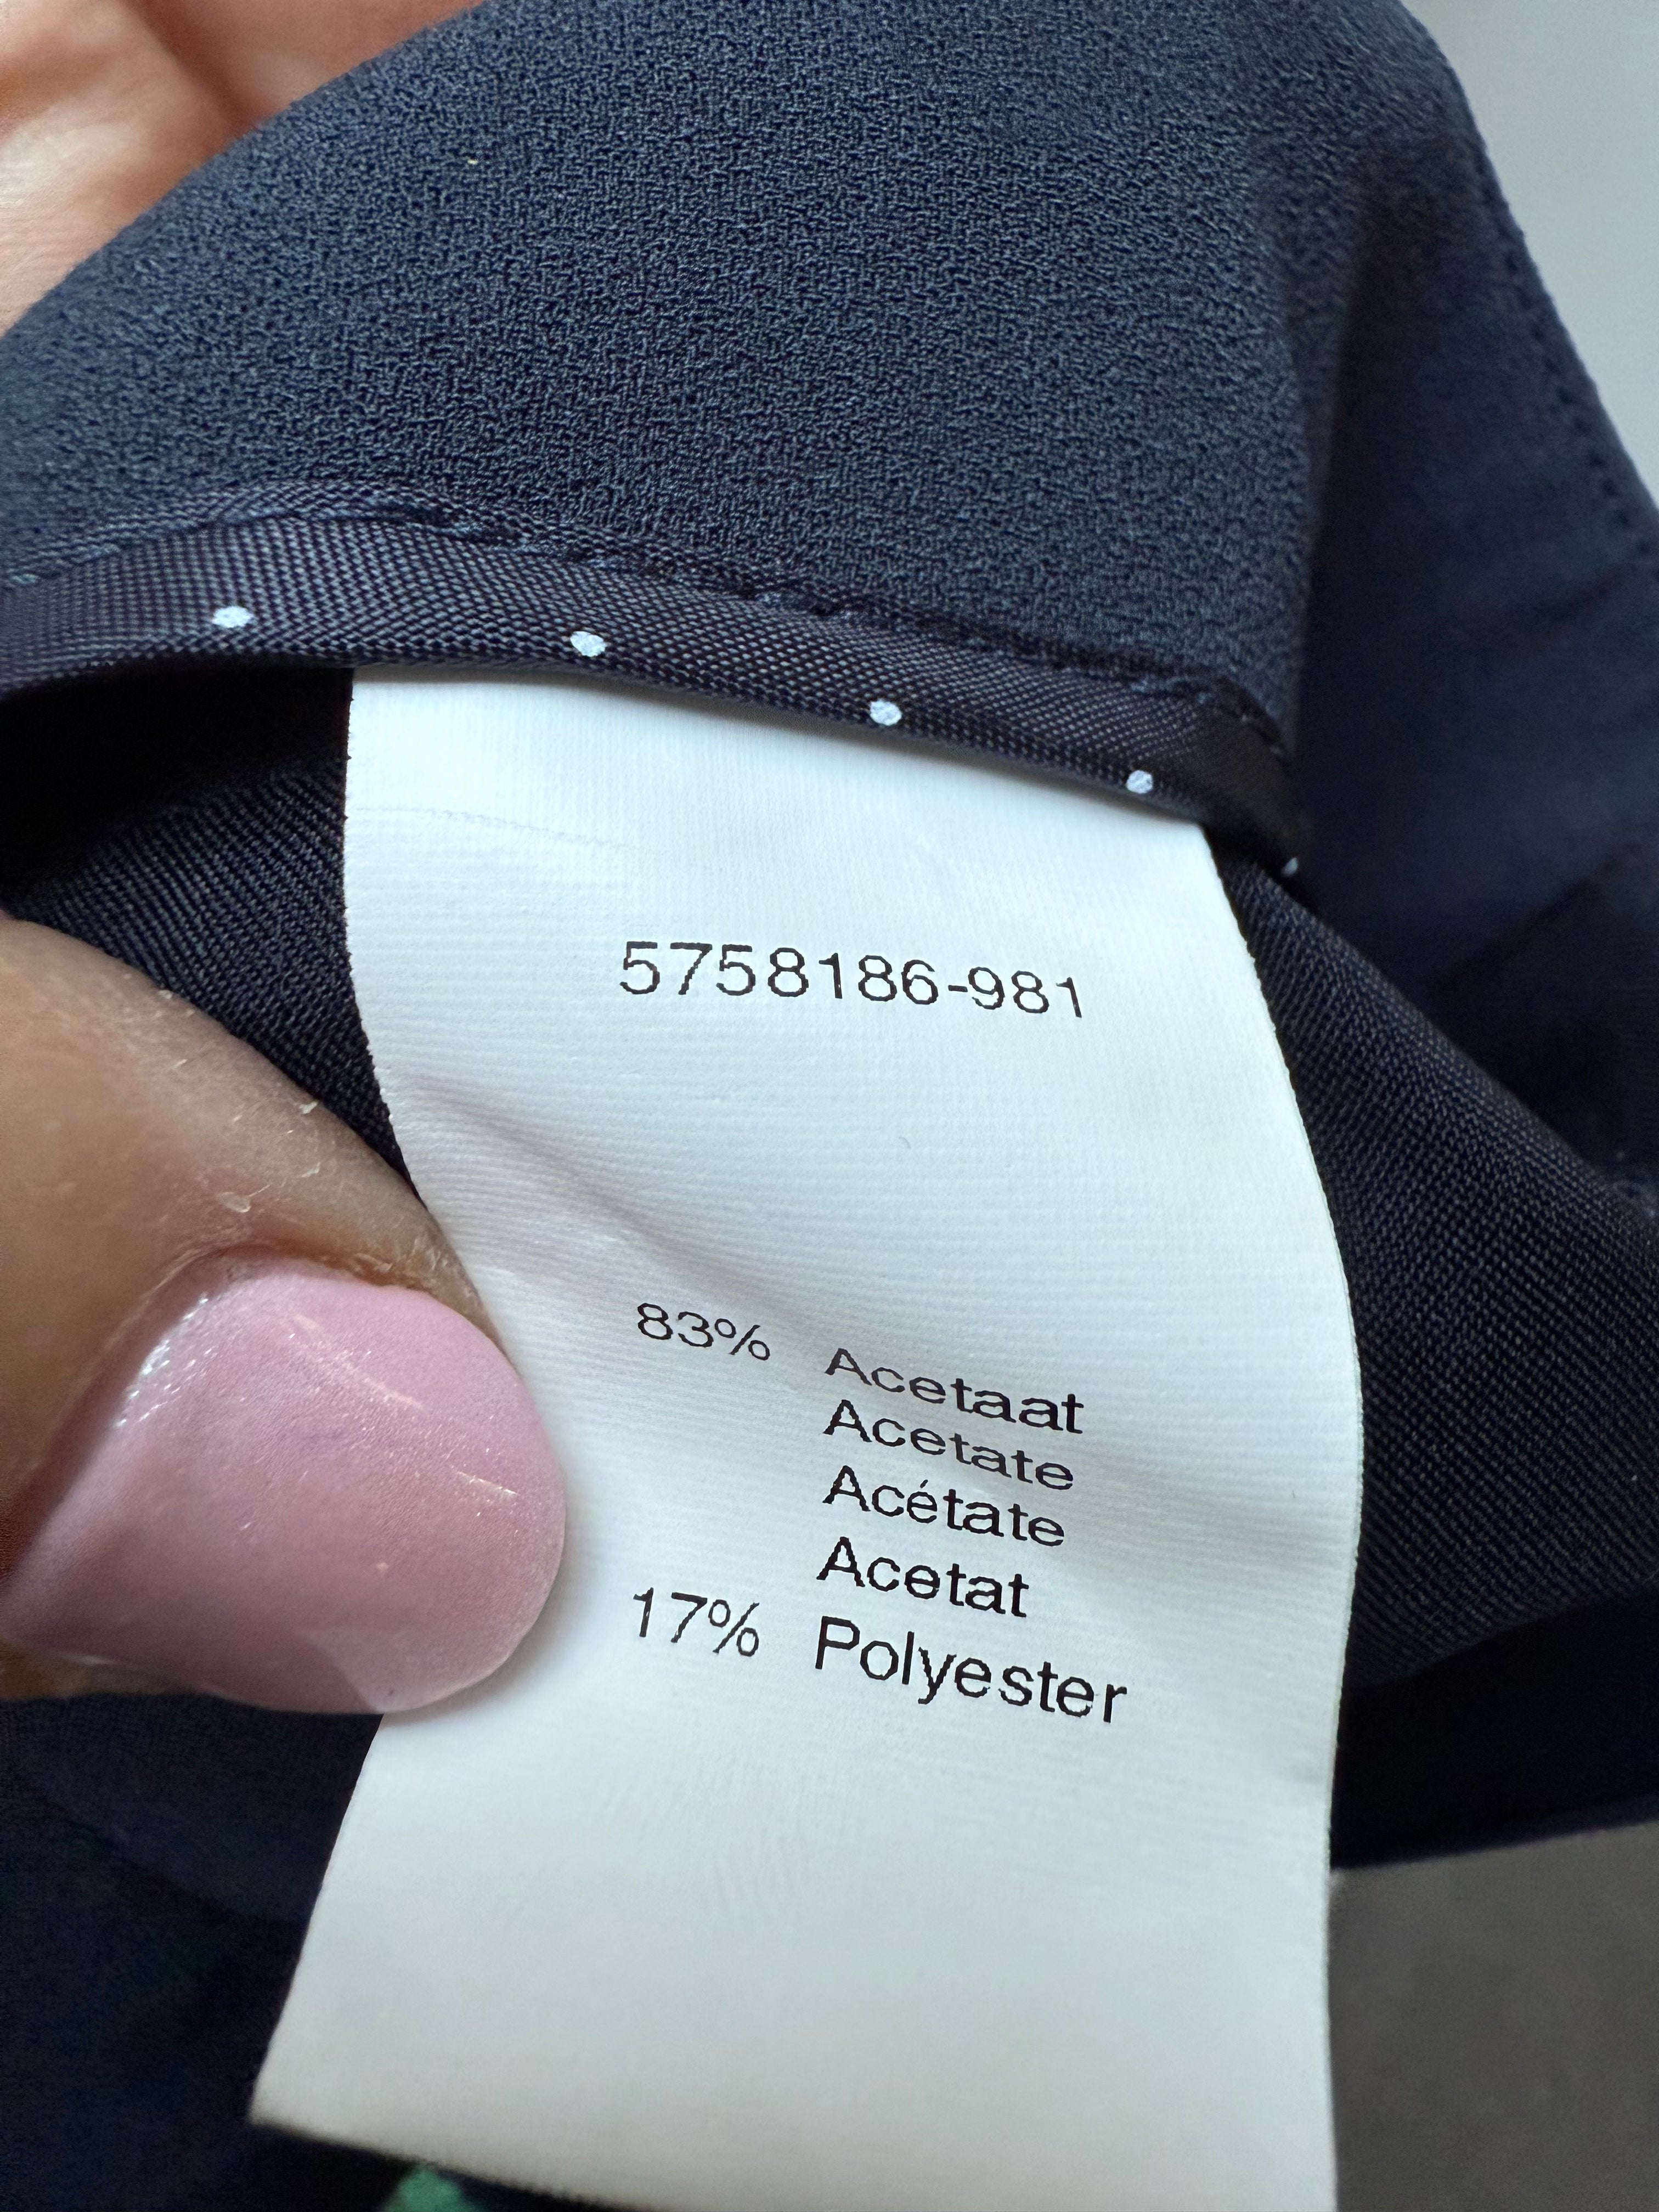 5758186-981
83% Acetaat
Acetate
Acétate
Acetat
17% Polyester